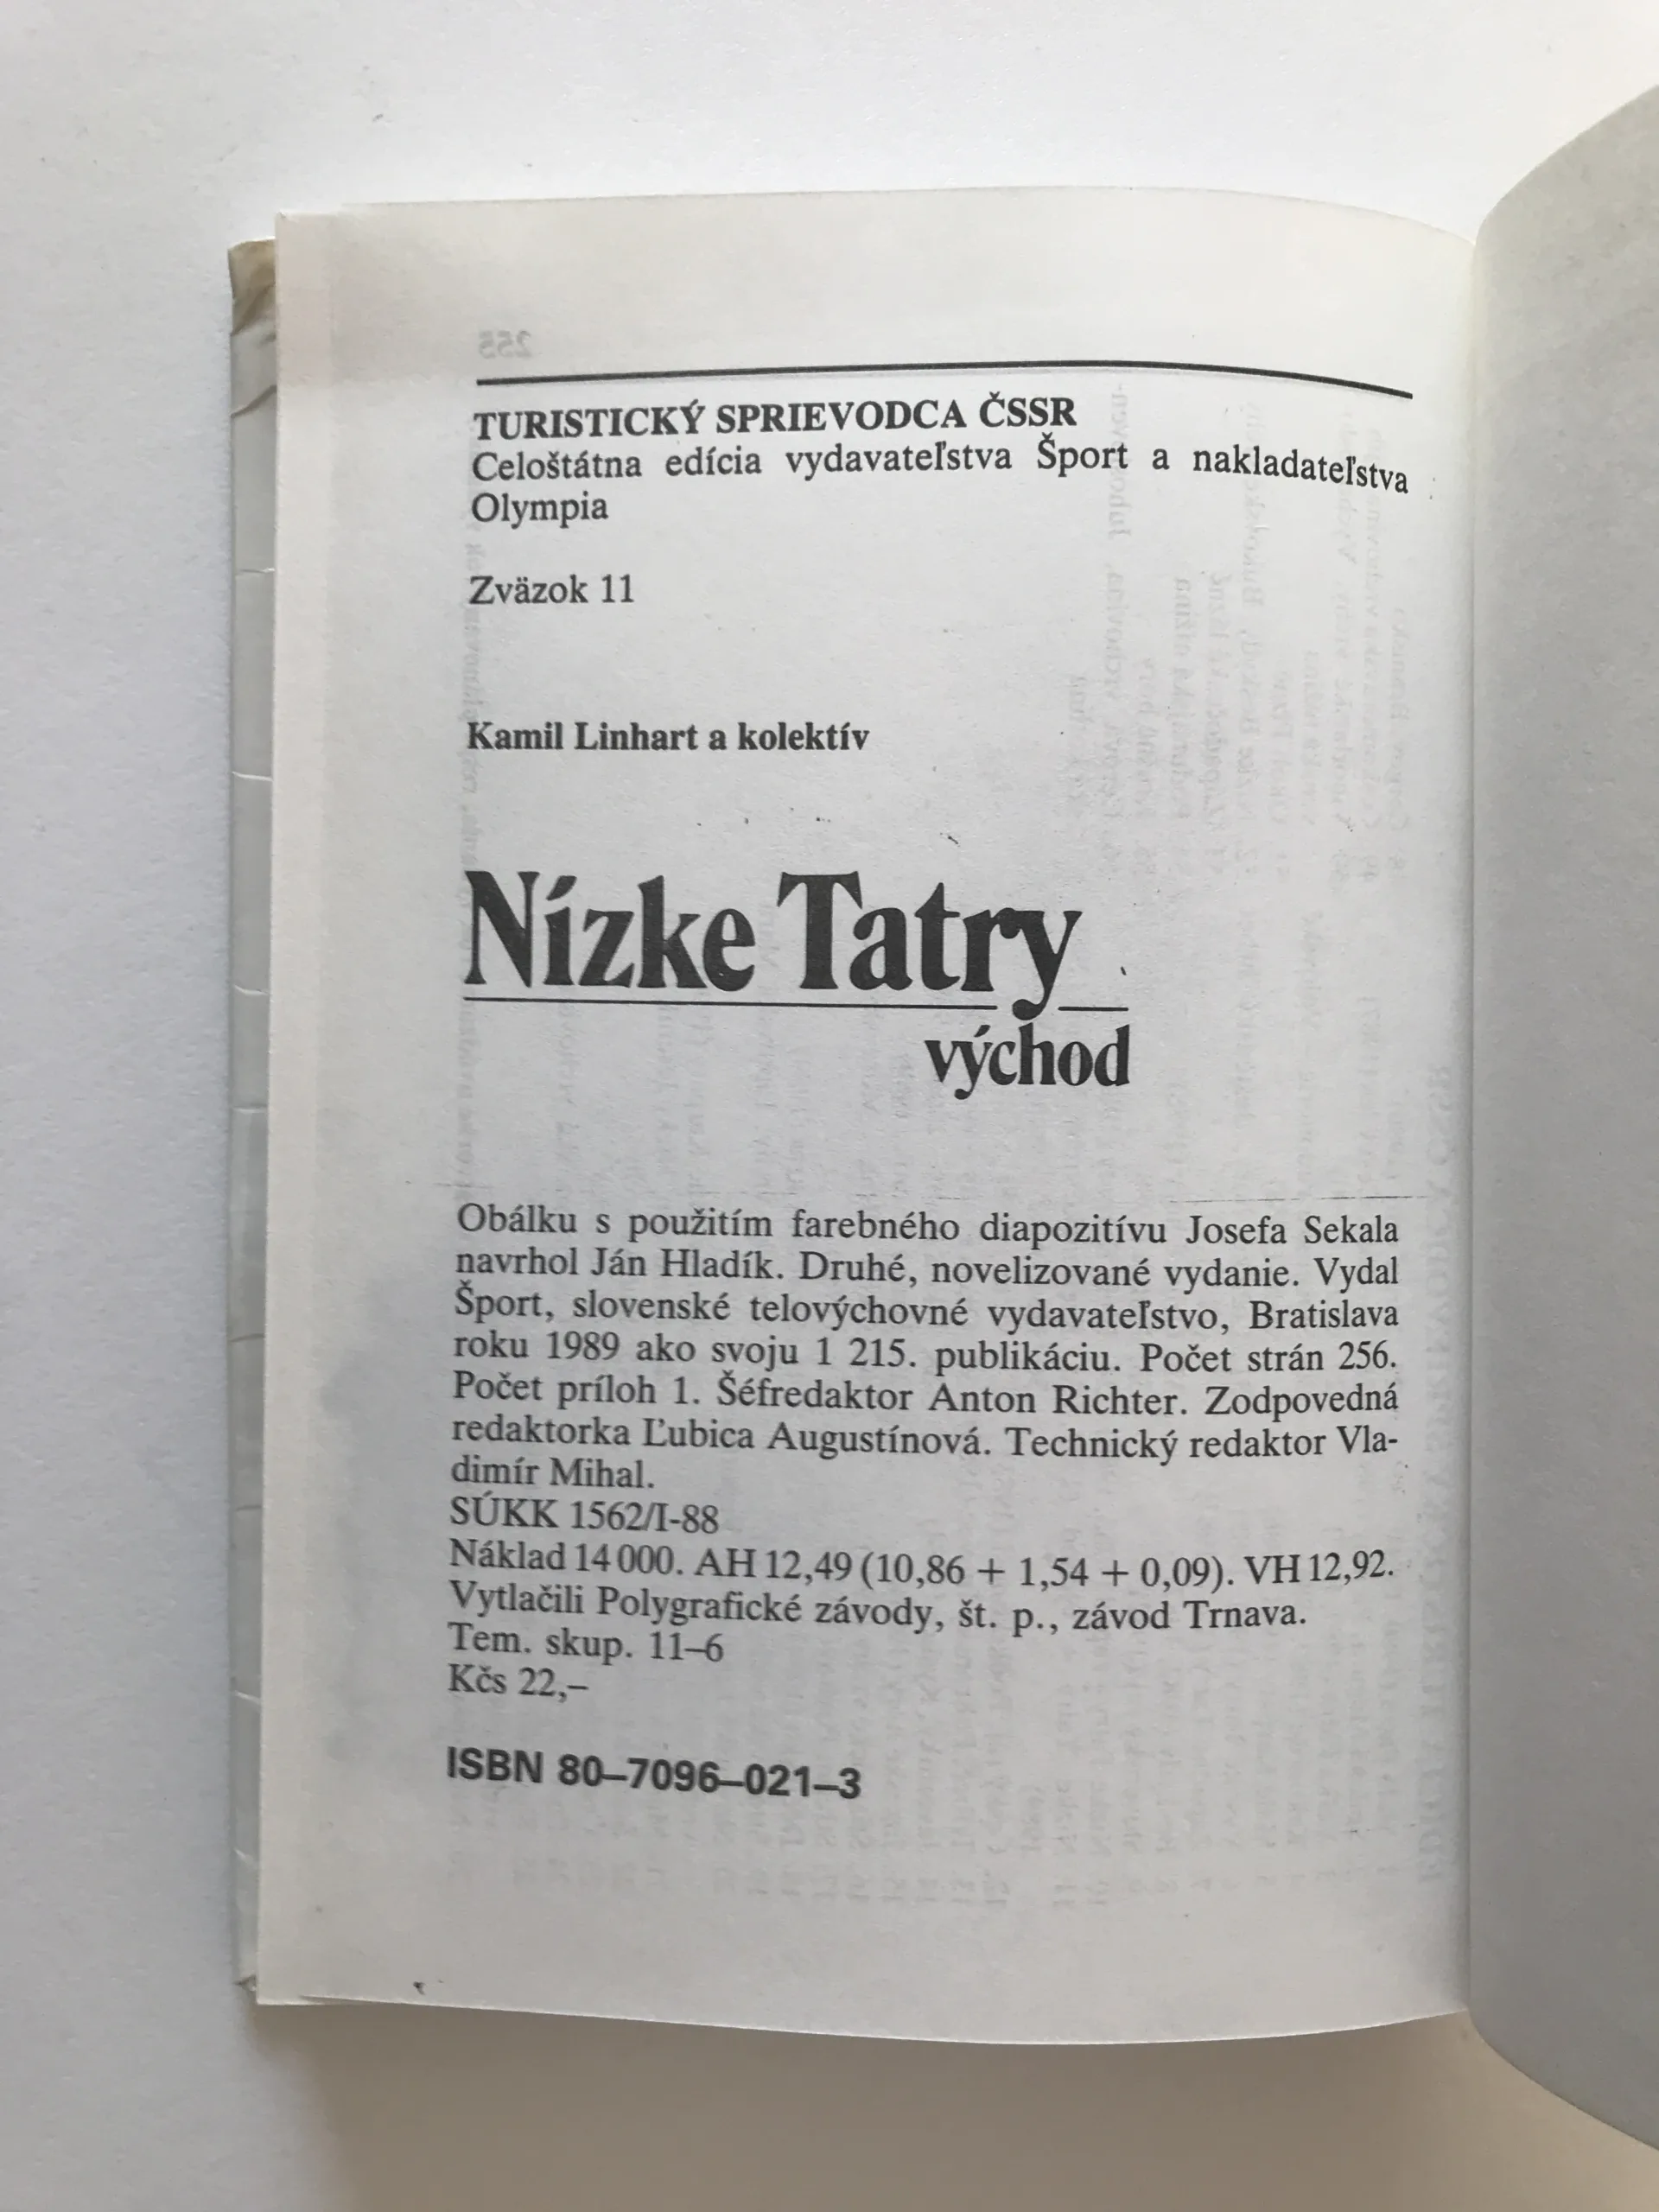 255
TURISTICKÝ SPRIEVODCA ČSSR
Celoštátna edícia vydavateľstva Šport a nakladateľstva
Olympia
Zväzok 11
Kamil Linhart a kolektív
Nízke Tatry
východ
Obálku s použitím farebného diapozitívu Josefa Sekala
navrhol Ján Hladík. Druhé, novelizované vydanie. Vydal
Šport, slovenské telovýchovné vydavateľstvo, Bratislava
roku 1989 ako svoju 1 215. publikáciu. Počet strán 256.
Počet príloh 1. Šéfredaktor Anton Richter. Zodpovedná
redaktorka Ľubica Augustínová. Technický redaktor Vla-
dimír Mihal.
SÚKK 1562/I-88
Náklad 14 000. AH 12,49 (10,86 + 1,54 + 0,09). VH 12,92.
Vytlačili Polygrafické závody, št. p., závod Trnava.
Tem. skup. 11–6
Kčs 22,–
ISBN 80–7096–021–3